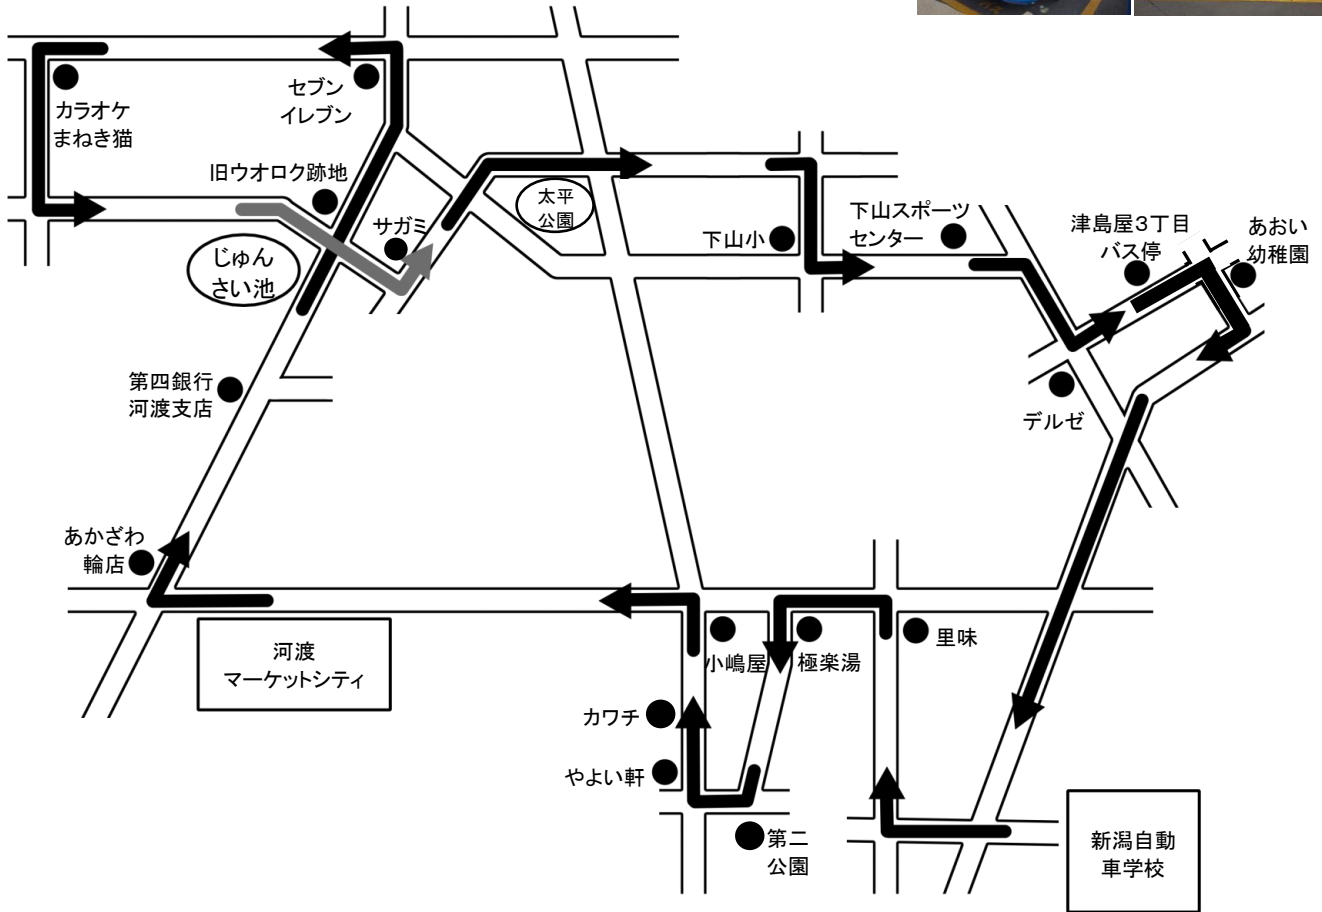 カラオケ
まねき猫
セブン
イレブン
旧ウオロク跡地
サガミ
じゅん
さい池
太平
公園
下山小
下山スポーツ
センター
津島屋3丁目
バス停
あおい
幼稚園
デルゼ
第四銀行
河渡支店
あかざわ
輪店
河渡
マーケットシティ
小嶋屋
極楽湯
里味
カワチ
やよい軒
第二
公園
新潟自動
車学校